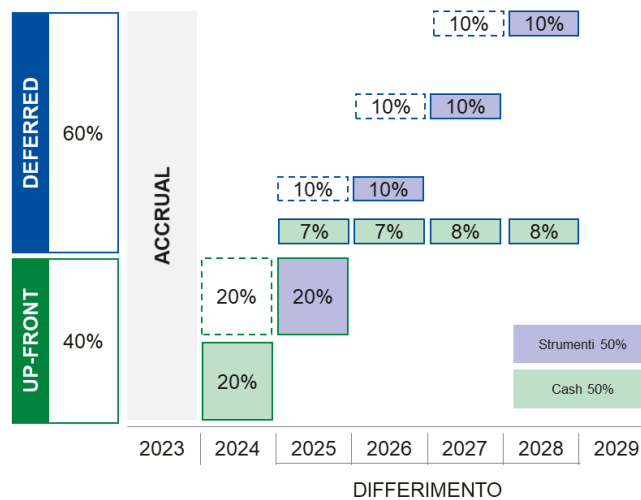 10% 10%
10% 10%
10% 10%
7% 7% 8% 8%
DEFERRED
60%
ACCRUAL
20% 20%
20%
UP-FRONT
40%
Strumenti 50%
Cash 50%
2023 2024 2025 2026 2027 2028 2029
DIFFERIMENTO